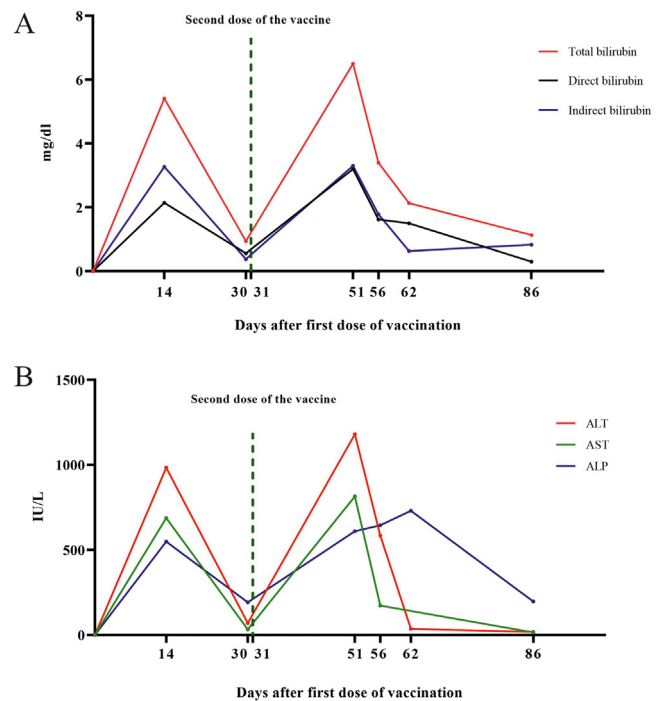 A
Second dose of the vaccine
8
6
4
2
0
mg/dl
Total bilirubin
Direct bilirubin
Indirect bilirubin
14 30 31 51 56 62 86
Days after first dose of vaccination
B
Second dose of the vaccine
1500
1000
500
0
IU/L
ALT
AST
ALP
14 30 31 51 56 62 86
Days after first dose of vaccination